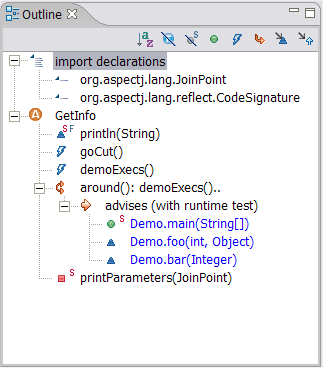 Outline
import declarations
org.aspectj.lang.JoinPoint
org.aspectj.lang.reflect.CodeSignature
GetInfo
println(String)
goCut()
demoExecs()
around(): demoExecs()..
advises (with runtime test)
Demo.main(String[])
Demo.foo(int, Object)
Demo.bar(Integer)
printParameters(JoinPoint)